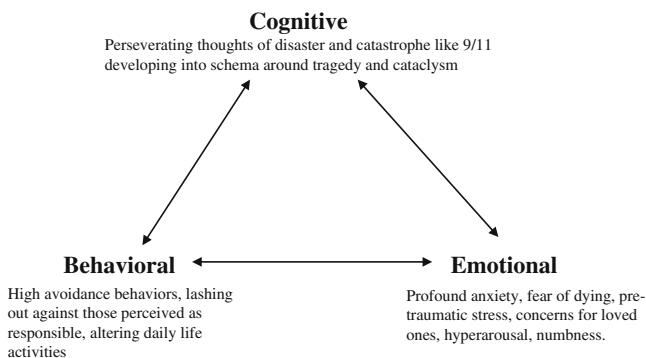 Cognitive
Perseverating thoughts of disaster and catastrophe like 9/11
developing into schema around tragedy and cataclysm
Behavioral
High avoidance behaviors, lashing
out against those perceived as
responsible, altering daily life
activities
Emotional
Profound anxiety, fear of dying, pre-
traumatic stress, concerns for loved
ones, hyperarousal, numbness.